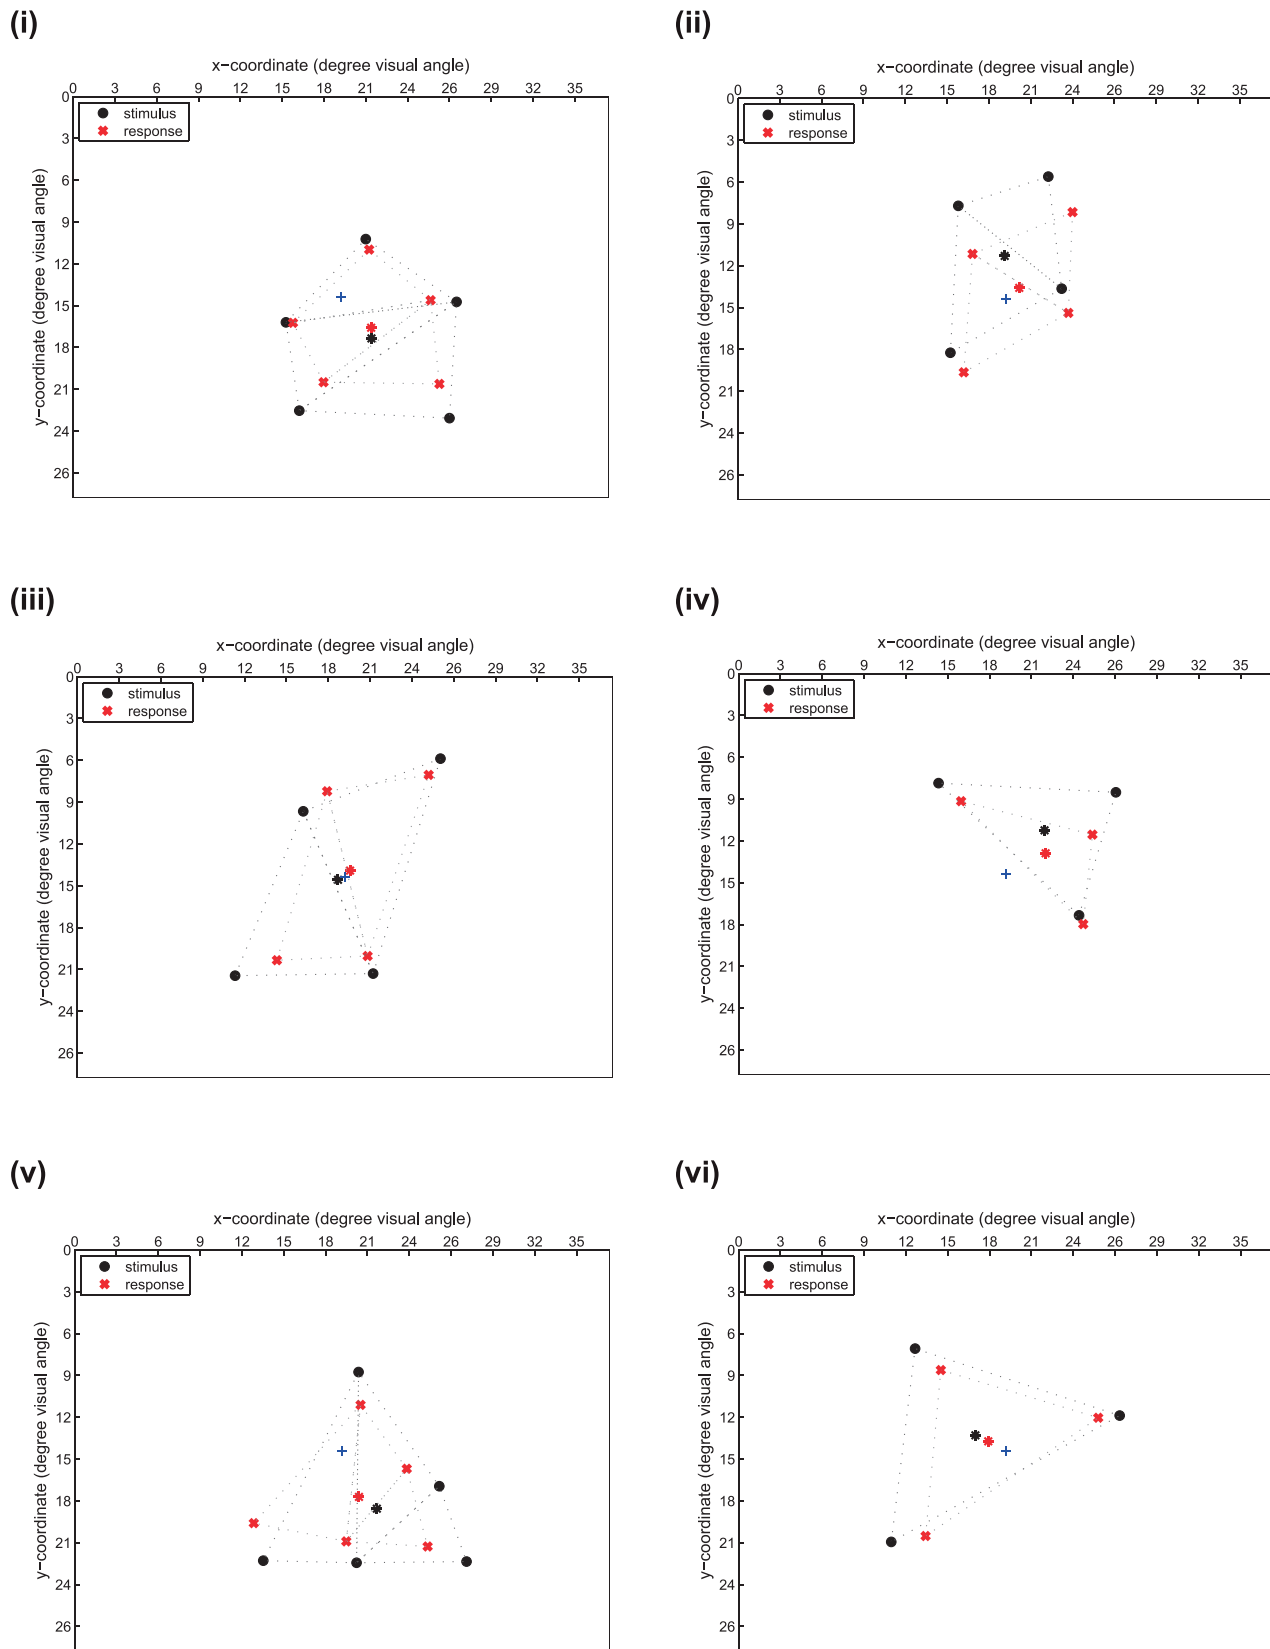 (i)
x−coordinate (degree visual angle)
0 3 6 9 12 15 18 21 26 29 32 35
y−coordinate (degree visual angle)
0
3
6
9
12
15
18
21
24
26
stimulus
response
(ii)
x−coordinate (degree visual angle)
0 3 6 9 12 15 18 21 24 26 29 32 35
y−coordinate (degree visual angle)
0
3
6
9
12
15
18
21
24
26
stimulus
response
(iii)
x−coordinate (degree visual angle)
0 3 6 9 12 15 18 21 26 29 32 35
y−coordinate (degree visual angle)
0
3
6
9
12
15
18
21
24
26
stimulus
response
(iv)
x−coordinate (degree visual angle)
0 3 6 9 12 15 18 21 24 26 29 32 35
y−coordinate (degree visual angle)
0
3
6
9
12
15
18
21
24
26
stimulus
response
(v)
x−coordinate (degree visual angle)
0 3 6 9 12 15 18 21 24 26 29 32 35
y−coordinate (degree visual angle)
0
3
6
9
12
15
18
21
24
26
stimulus
response
(vi)
x−coordinate (degree visual angle)
0 3 6 9 12 15 18 21 24 26 29 32 35
y−coordinate (degree visual angle)
0
3
6
9
12
15
18
21
24
26
stimulus
response